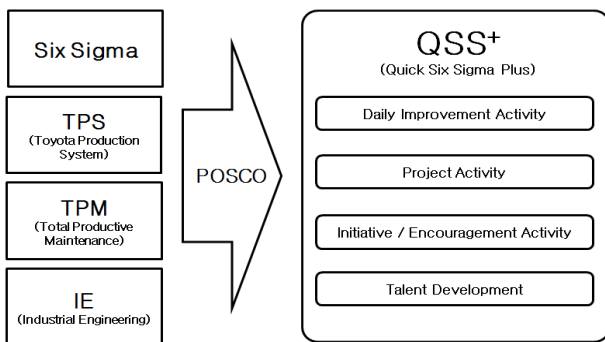 Six Sigma
TPS
(Toyota Production
System)
TPM
(Total Productive
Maintenance)
IE
(Industrial Engineering)
POSCO
QSS+
(Quick Six Sigma Plus)
Daily Improvement Activity
Project Activity
Initiative / Encouragement Activity
Talent Development